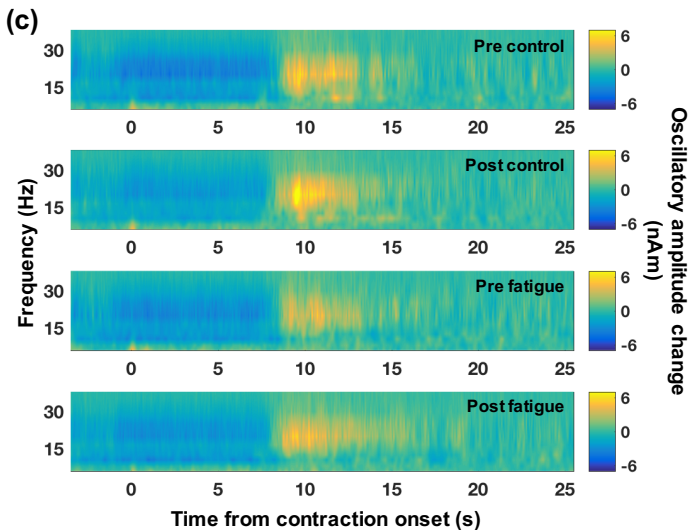 (c)
30
15
Pre control
6
0
-6
0 5 10 15 20 25
30
15
Post control
6
0
-6
0 5 10 15 20 25
Frequency (Hz)
Oscillatory amplitude change
(nAm)
30
15
Pre fatigue
6
0
-6
0 5 10 15 20 25
30
15
Post fatigue
6
0
-6
0 5 10 15 20 25
Time from contraction onset (s)